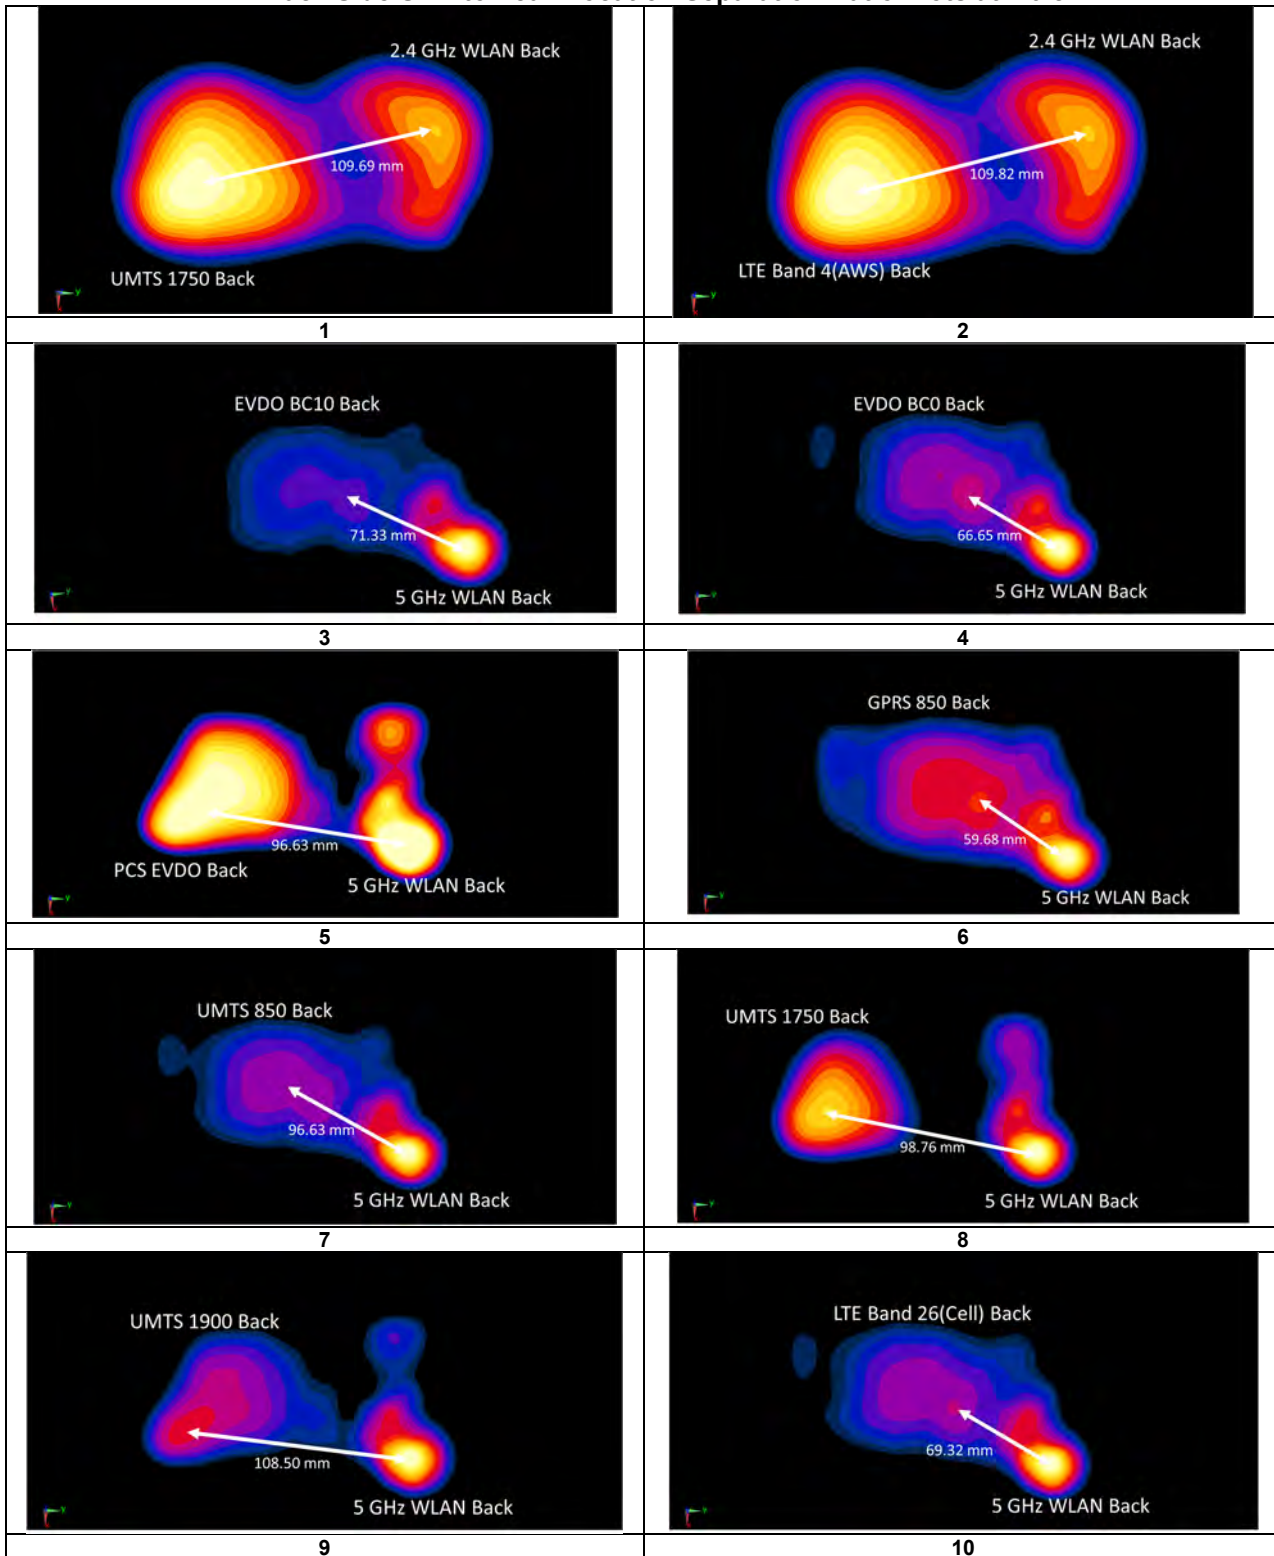 2.4 GHz WLAN Back
109.69 mm
UMTS 1750 Back
2.4 GHz WLAN Back
109.82 mm
LTE Band 4(AWS) Back
1
2
EVDO BC10 Back
71.33 mm
5 GHz WLAN Back
EVDO BC0 Back
66.65 mm
5 GHz WLAN Back
3
4
96.63 mm
PCS EVDO Back
5 GHz WLAN Back
GPRS 850 Back
59.68 mm
5 GHz WLAN Back
5
6
UMTS 850 Back
96.63 mm
5 GHz WLAN Back
UMTS 1750 Back
98.76 mm
5 GHz WLAN Back
7
8
UMTS 1900 Back
108.50 mm
5 GHz WLAN Back
LTE Band 26(Cell) Back
69.32 mm
5 GHz WLAN Back
9
10